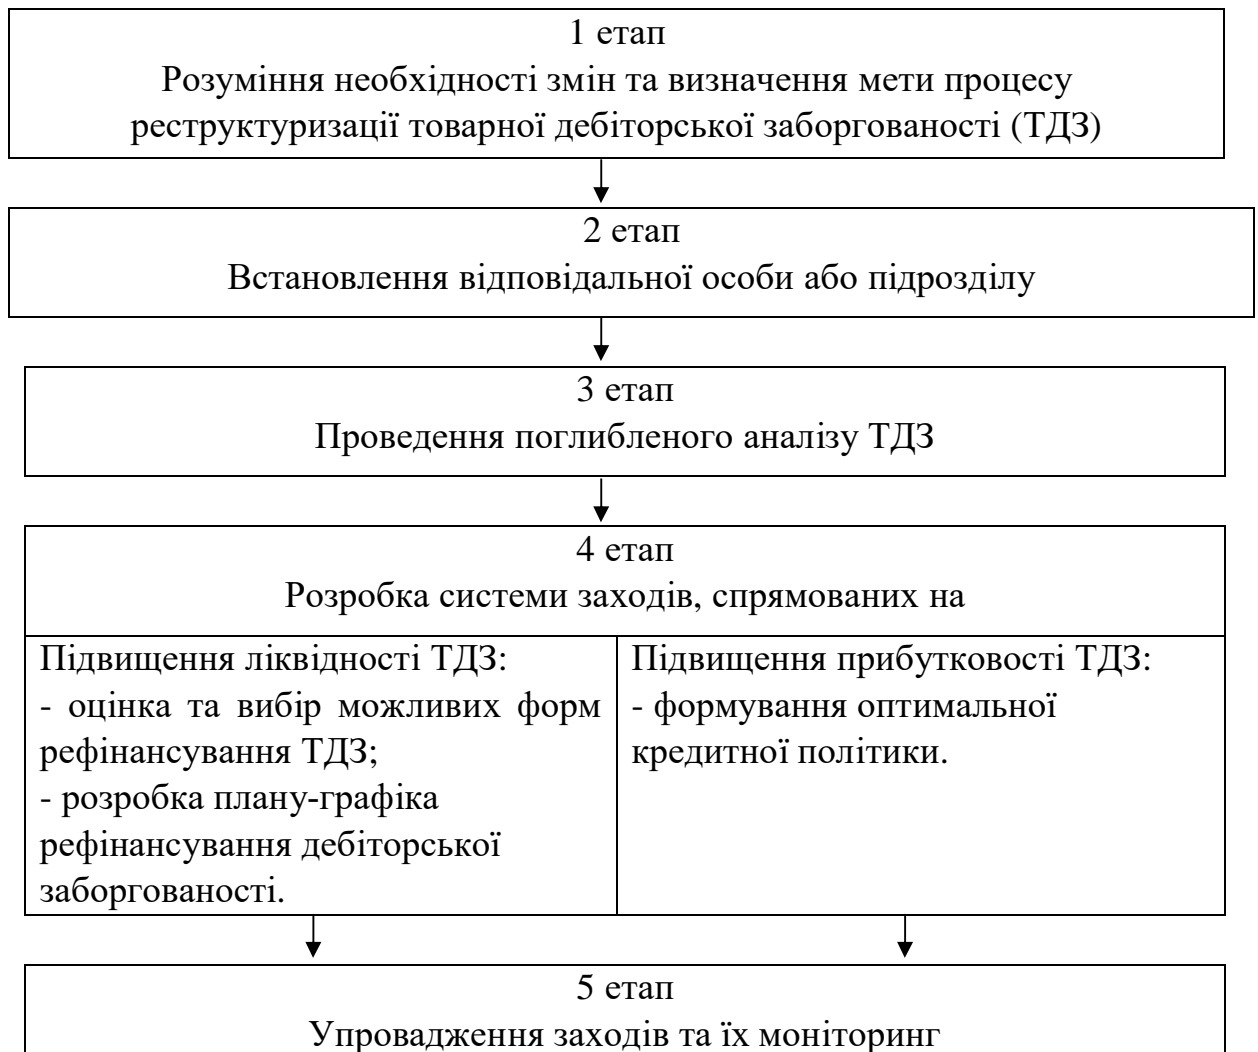 1 етап
Розуміння необхідності змін та визначення мети процесу
реструктуризації товарної дебіторської заборгованості (ТДЗ)
2 етап
Встановлення відповідальної особи або підрозділу
3 етап
Проведення поглибленого аналізу ТДЗ
4 етап
Розробка системи заходів, спрямованих на
Підвищення ліквідності ТДЗ:
- оцінка та вибір можливих форм
рефінансування ТДЗ;
- розробка плану-графіка
рефінансування дебіторської
заборгованості.
Підвищення прибутковості ТДЗ:
- формування оптимальної
кредитної політики.
5 етап
Упровадження заходів та їх моніторинг